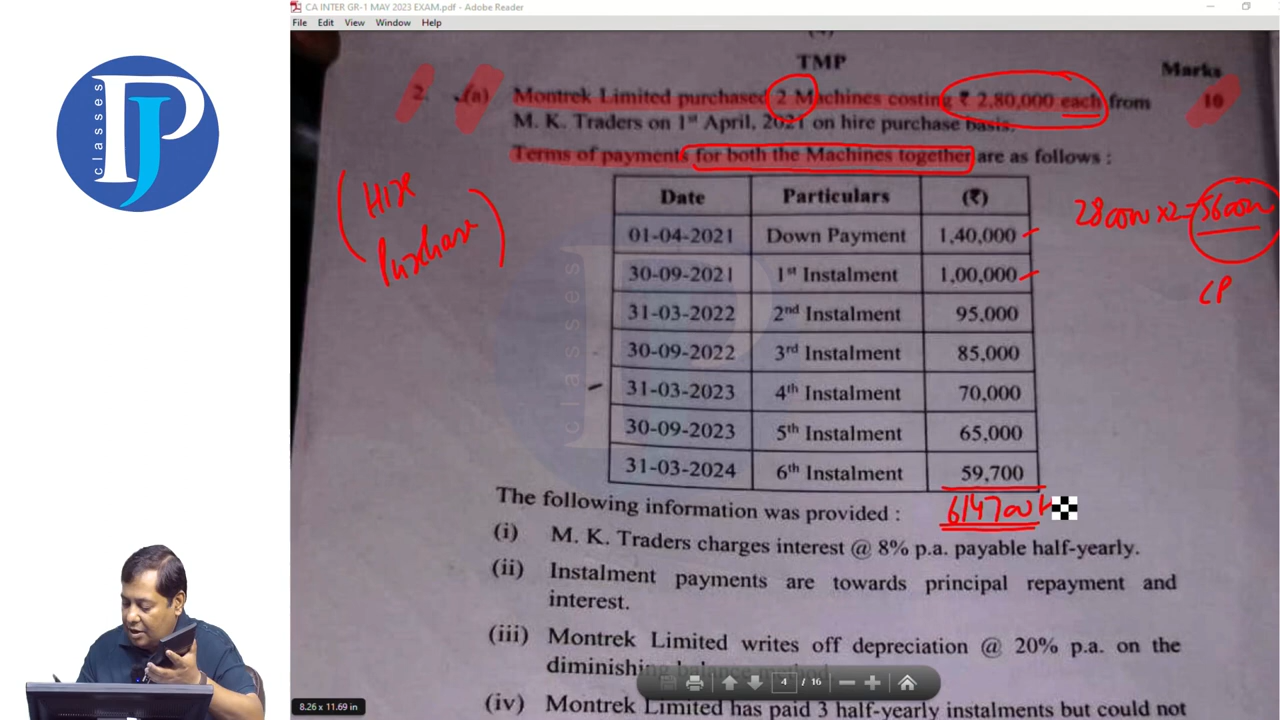 CA INTER GR-1 MAY 2023 EXAM.pdf - Adobe Reader
File Edit View Window Help
PJ
classes
(4)
TMP
Marks
2. (a) Montrek Limited purchased 2 Machines costing ₹ 2,80,000 each from 10
M. K. Traders on 1st April, 2021 on hire purchase basis.
Terms of payments for both the Machines together are as follows :
Hire
Purchase
Date Particulars (₹)
01-04-2021 Down Payment 1,40,000
30-09-2021 1st Instalment 1,00,000
31-03-2022 2nd Instalment 95,000
30-09-2022 3rd Instalment 85,000
31-03-2023 4th Instalment 70,000
30-09-2023 5th Instalment 65,000
31-03-2024 6th Instalment 59,700
280000 x2=560000
CP
614700
The following information was provided :
(i) M. K. Traders charges interest @ 8% p.a. payable half-yearly.
(ii) Instalment payments are towards principal repayment and
interest.
(iii) Montrek Limited writes off depreciation @ 20% p.a. on the
diminishing balance method.
4 / 16
(iv) Montrek Limited has paid 3 half-yearly instalments but could not
8.26 x 11.69 in
classes